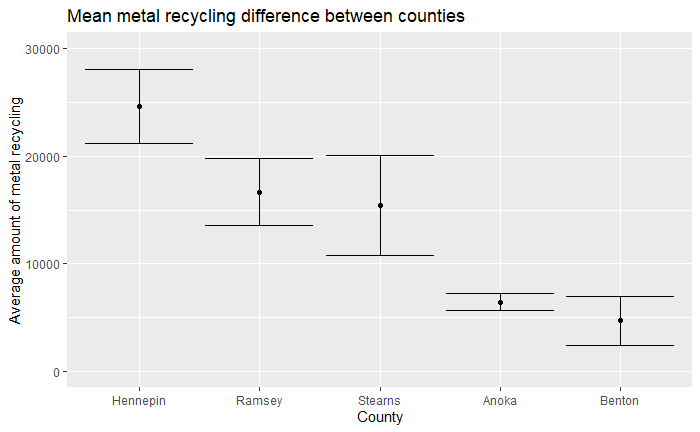 Mean metal recycling difference between counties
Average amount of metal recycling
30000
20000
10000
0
Hennepin
Ramsey
Stearns
Anoka
Benton
County